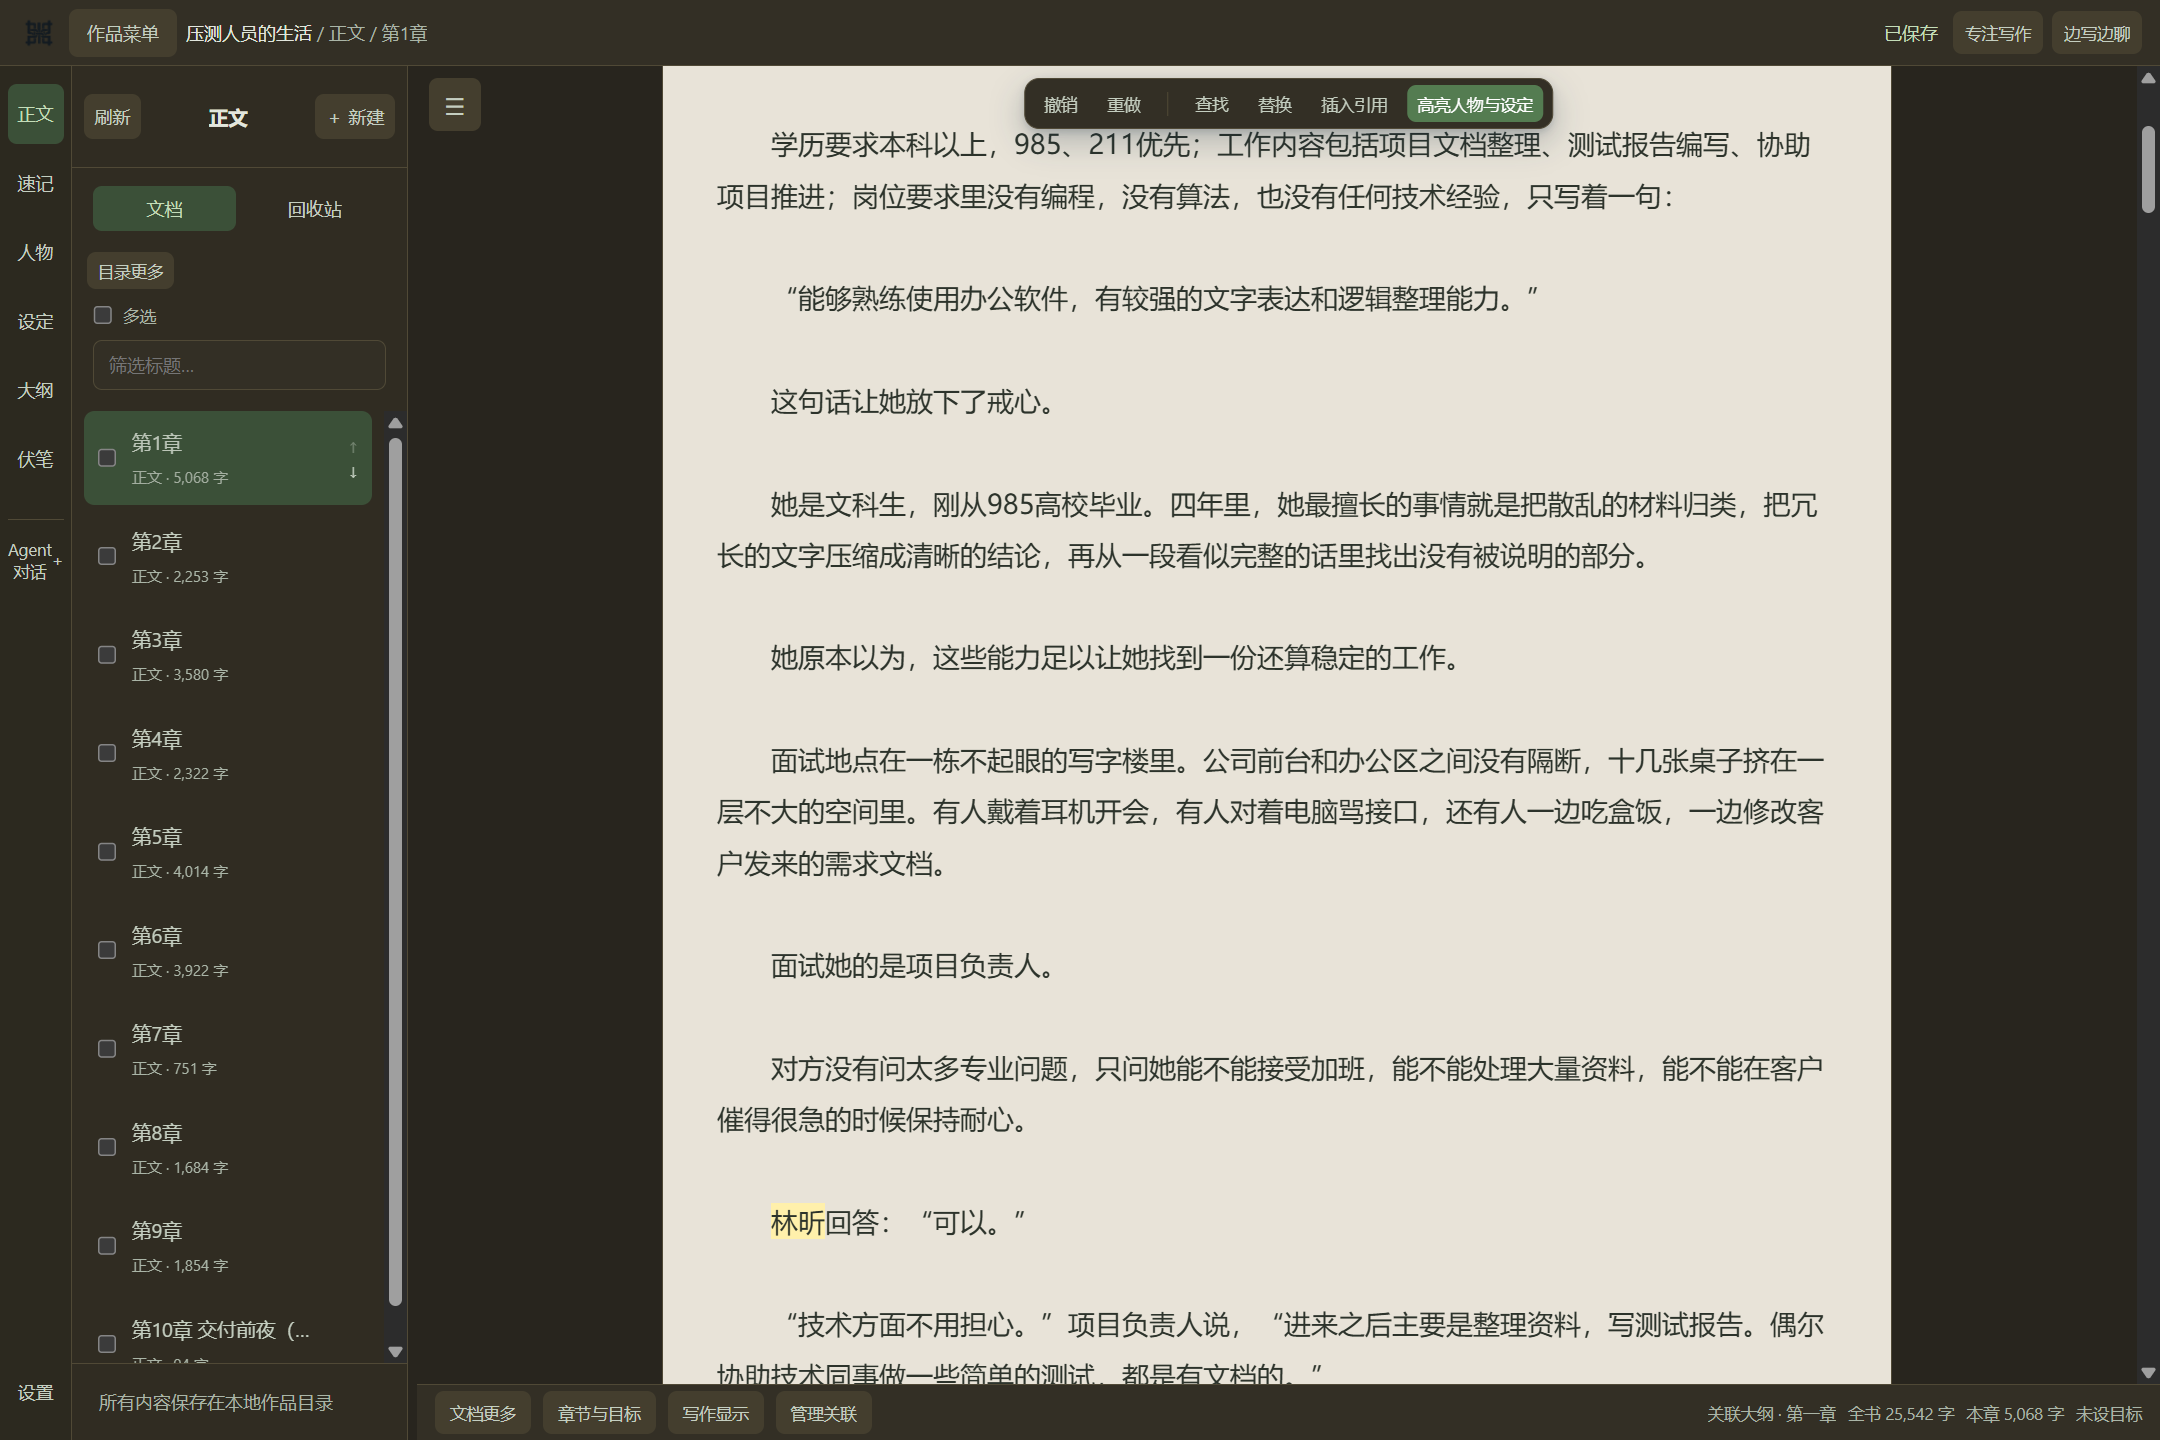 作品菜单 压测人员的生活 / 正文 / 第1章 已保存 专注写作 边写边聊
正文
速记
人物
设定
大纲
伏笔
Agent 对话 +
设置
刷新 正文 + 新建
文档 回收站
目录更多
多选
筛选标题...
第1章
正文 · 5,068 字
↑
↓
第2章
正文 · 2,253 字
第3章
正文 · 3,580 字
第4章
正文 · 2,322 字
第5章
正文 · 4,014 字
第6章
正文 · 3,922 字
第7章
正文 · 751 字
第8章
正文 · 1,684 字
第9章
正文 · 1,854 字
第10章 交付前夜（...
所有内容保存在本地作品目录
撤销 重做 查找 替换 插入引用 高亮人物与设定
学历要求本科以上，985、211优先；工作内容包括项目文档整理、测试报告编写、协助
项目推进；岗位要求里没有编程，没有算法，也没有任何技术经验，只写着一句：
“能够熟练使用办公软件，有较强的文字表达和逻辑整理能力。”
这句话让她放下了戒心。
她是文科生，刚从985高校毕业。四年里，她最擅长的事情就是把散乱的材料归类，把冗
长的文字压缩成清晰的结论，再从一段看似完整的话里找出没有被说明的部分。
她原本以为，这些能力足以让她找到一份还算稳定的工作。
面试地点在一栋不起眼的写字楼里。公司前台和办公区之间没有隔断，十几张桌子挤在一
层不大的空间里。有人戴着耳机开会，有人对着电脑骂接口，还有人一边吃盒饭，一边修改客
户发来的需求文档。
面试她的是项目负责人。
对方没有问太多专业问题，只问她能不能接受加班，能不能处理大量资料，能不能在客户
催得很急的时候保持耐心。
林昕回答：“可以。”
“技术方面不用担心。”项目负责人说，“进来之后主要是整理资料，写测试报告。偶尔
协助技术同事做一些简单的测试，都是有文档的。”
文档更多 章节与目标 写作显示 管理关联
关联大纲 · 第一章 全书 25,542 字 本章 5,068 字 未设目标